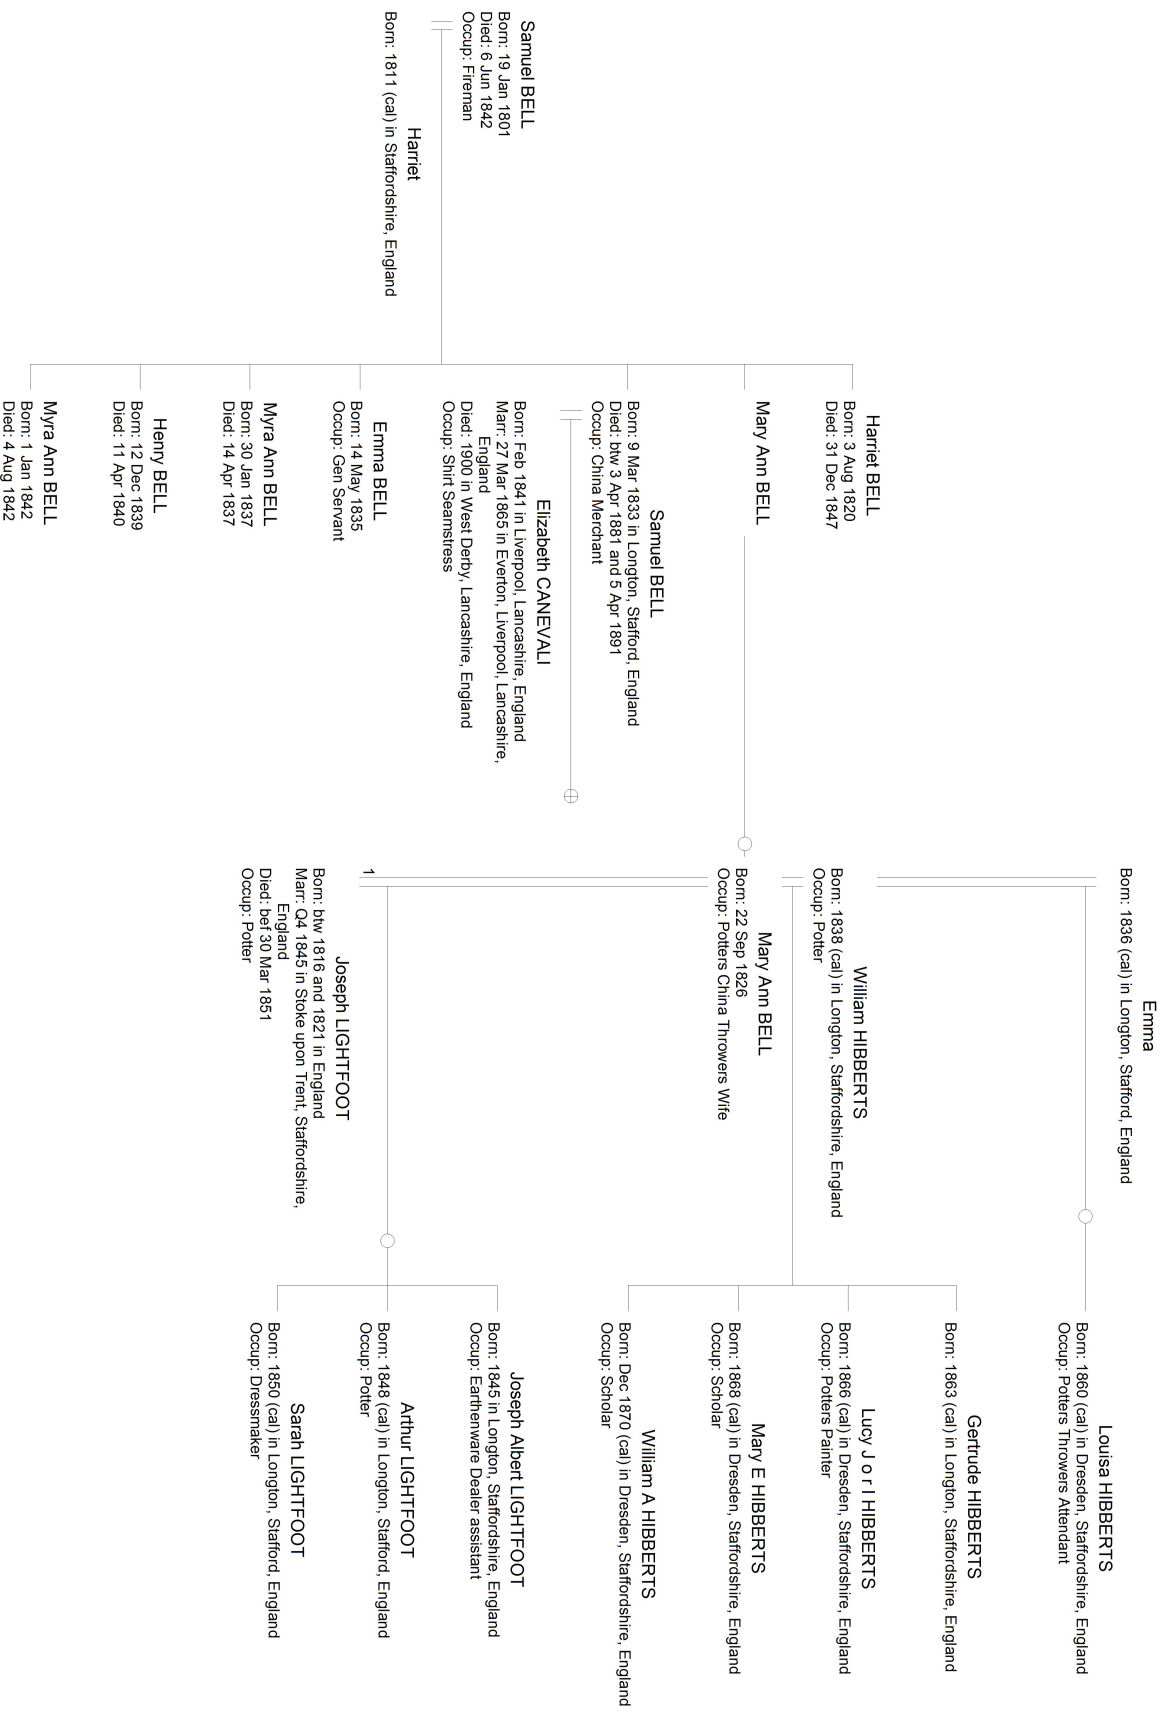 Samuel BELL
Born: 19 Jan 1801
Died: 6 Jun 1842
Occup: Fireman
Harriet
Born: 1811 (cal) in Staffordshire, England
Harriet BELL
Born: 3 Aug 1820
Died: 31 Dec 1847
Mary Ann BELL
Samuel BELL
Born: 9 Mar 1833 in Longton, Stafford, England
Died: btw 3 Apr 1881 and 5 Apr 1891
Occup: China Merchant
Elizabeth CANEVALI
Born: Feb 1841 in Liverpool, Lancashire, England
Marr: 27 Mar 1865 in Everton, Liverpool, Lancashire,
England
Died: 1900 in West Derby, Lancashire, England
Occup: Shirt Seamstress
Emma BELL
Born: 14 May 1835
Occup: Gen Servant
Myra Ann BELL
Born: 30 Jan 1837
Died: 14 Apr 1837
Henry BELL
Born: 12 Dec 1839
Died: 11 Apr 1840
Myra Ann BELL
Born: 1 Jan 1842
Died: 4 Aug 1842
Emma
Born: 1836 (cal) in Longton, Stafford, England
William HIBBERTS
Born: 1838 (cal) in Longton, Staffordshire, England
Occup: Potter
Mary Ann BELL
Born: 22 Sep 1826
Occup: Potters China Throwers Wife
1
Joseph LIGHTFOOT
Born: btw 1816 and 1821 in England
Marr: Q4 1845 in Stoke upon Trent, Staffordshire,
England
Died: bef 30 Mar 1851
Occup: Potter
Louisa HIBBERTS
Born: 1860 (cal) in Dresden, Staffordshire, England
Occup: Potters Throwers Attendant
Gertrude HIBBERTS
Born: 1863 (cal) in Longton, Staffordshire, England
Lucy J o r I HIBBERTS
Born: 1866 (cal) in Dresden, Staffordshire, England
Occup: Potters Painter
Mary E HIBBERTS
Born: 1868 (cal) in Dresden, Staffordshire, England
Occup: Scholar
William A HIBBERTS
Born: Dec 1870 (cal) in Dresden, Staffordshire, England
Occup: Scholar
Joseph Albert LIGHTFOOT
Born: 1845 in Longton, Staffordshire, England
Occup: Earthenware Dealer assistant
Arthur LIGHTFOOT
Born: 1848 (cal) in Longton, Stafford, England
Occup: Potter
Sarah LIGHTFOOT
Born: 1850 (cal) in Longton, Stafford, England
Occup: Dressmaker